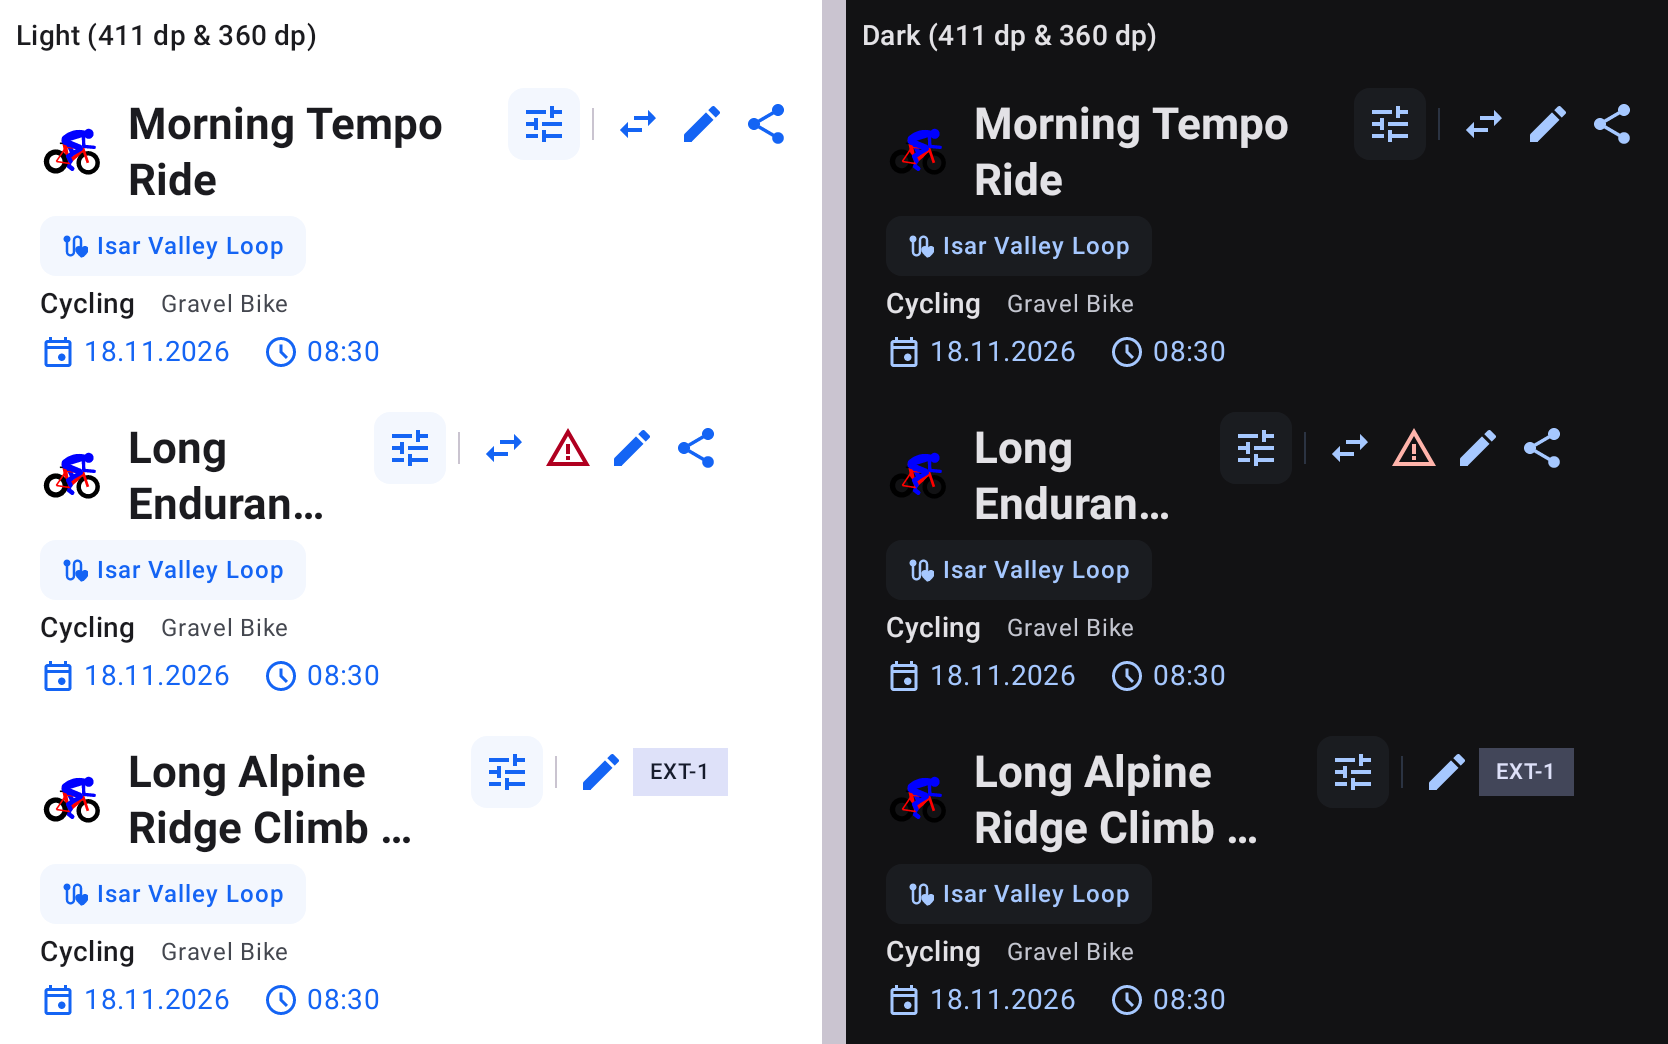 Light (411 dp & 360 dp)
Morning Tempo
Ride
Isar Valley Loop
Cycling Gravel Bike
18.11.2026 08:30
Long
Enduran...
Isar Valley Loop
Cycling Gravel Bike
18.11.2026 08:30
Long Alpine
Ridge Climb ...
EXT-1
Isar Valley Loop
Cycling Gravel Bike
18.11.2026 08:30
Dark (411 dp & 360 dp)
Morning Tempo
Ride
Isar Valley Loop
Cycling Gravel Bike
18.11.2026 08:30
Long
Enduran...
Isar Valley Loop
Cycling Gravel Bike
18.11.2026 08:30
Long Alpine
Ridge Climb ...
EXT-1
Isar Valley Loop
Cycling Gravel Bike
18.11.2026 08:30